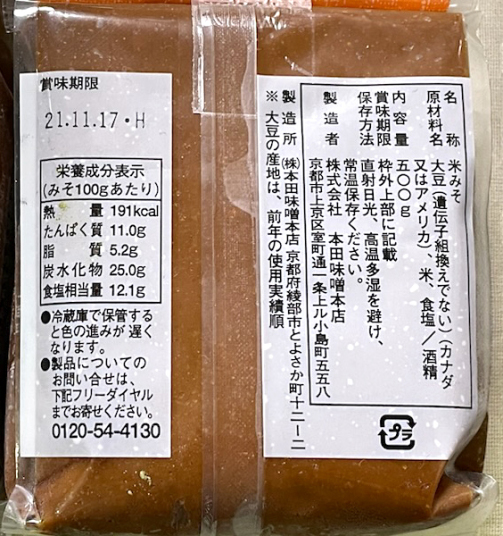 賞味期限
21.11.17・H
栄養成分表示
(みそ100gあたり)
熱量 191kcal
たんぱく質 11.0g
脂質 5.2g
炭水化物 25.0g
食塩相当量 12.1g
●冷蔵庫で保管する
と色の進みが遅く
なります。
●製品についての
お問い合せは、
下記フリーダイヤル
までお寄せください。
0120-54-4130
名称 米みそ
原材料名 大豆(遺伝子組換えでない)(カナダ
又はアメリカ)、米、食塩/酒精
内容量 五〇〇g
賞味期限 枠外上部に記載
保存方法 直射日光、高温多湿を避け、
常温保存ください。
製造者 株式会社 本田味噌本店
京都市上京区室町通一条上ル小島町五五八
製造所 ㈱本田味噌本店 京都府綾部市とよさか町十二ー二
※大豆の産地は、前年の使用実績順
プラ